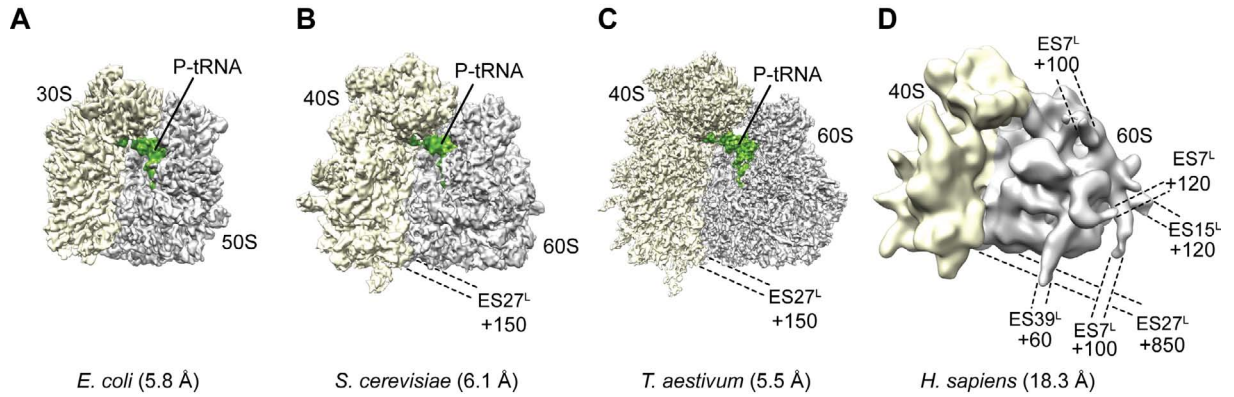 A
B
C
D
30S
P-tRNA
50S
E. coli (5.8 Å)
40S
P-tRNA
60S
ES27ᴸ
+150
S. cerevisiae (6.1 Å)
40S
P-tRNA
60S
ES27ᴸ
+150
T. aestivum (5.5 Å)
40S
ES7ᴸ
+100
60S
ES7ᴸ
+120
ES15ᴸ
+120
ES39ᴸ
+60
ES7ᴸ
+100
ES27ᴸ
+850
H. sapiens (18.3 Å)